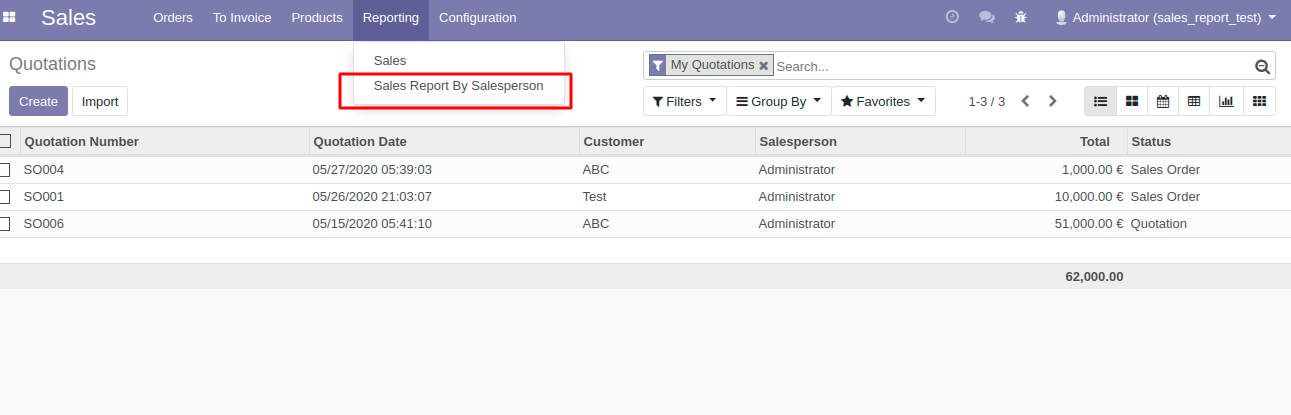 Sales Orders To Invoice Products Reporting Configuration Administrator (sales_report_test)
Sales
Sales Report By Salesperson
Quotations
My Quotations Search...
Create Import
Filters Group By Favorites 1-3 / 3
Quotation Number Quotation Date Customer Salesperson Total Status
SO004 05/27/2020 05:39:03 ABC Administrator 1,000.00 € Sales Order
SO001 05/26/2020 21:03:07 Test Administrator 10,000.00 € Sales Order
SO006 05/15/2020 05:41:10 ABC Administrator 51,000.00 € Quotation
62,000.00